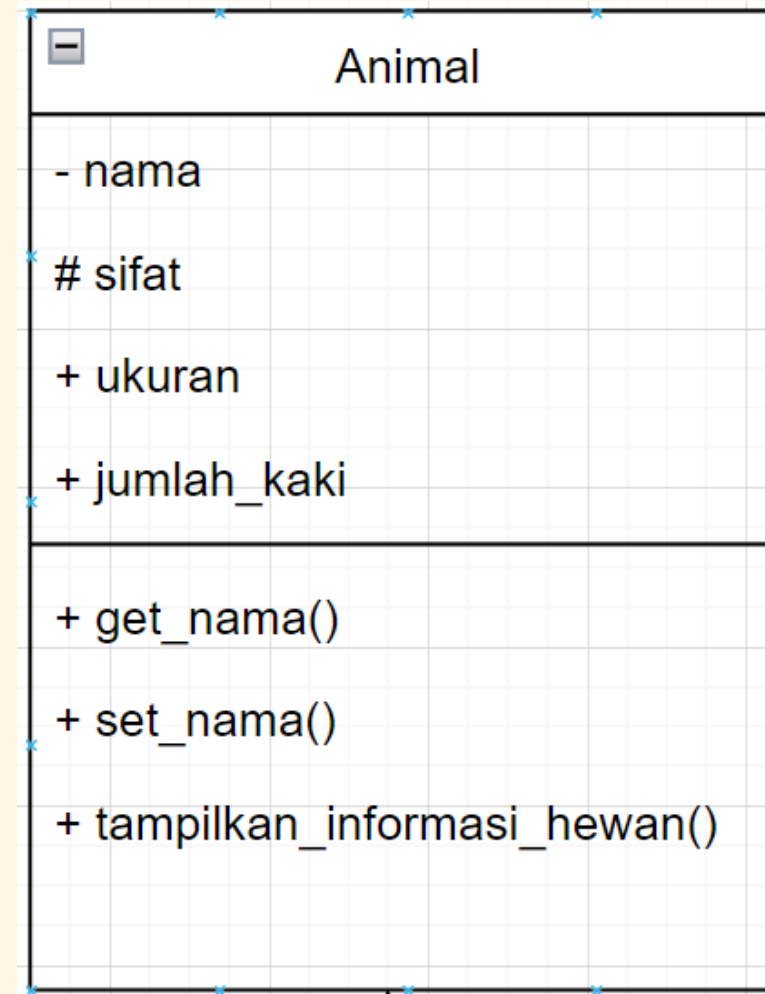 Animal
- nama
# sifat
+ ukuran
+ jumlah_kaki
+ get_nama()
+ set_nama()
+ tampilkan_informasi_hewan()